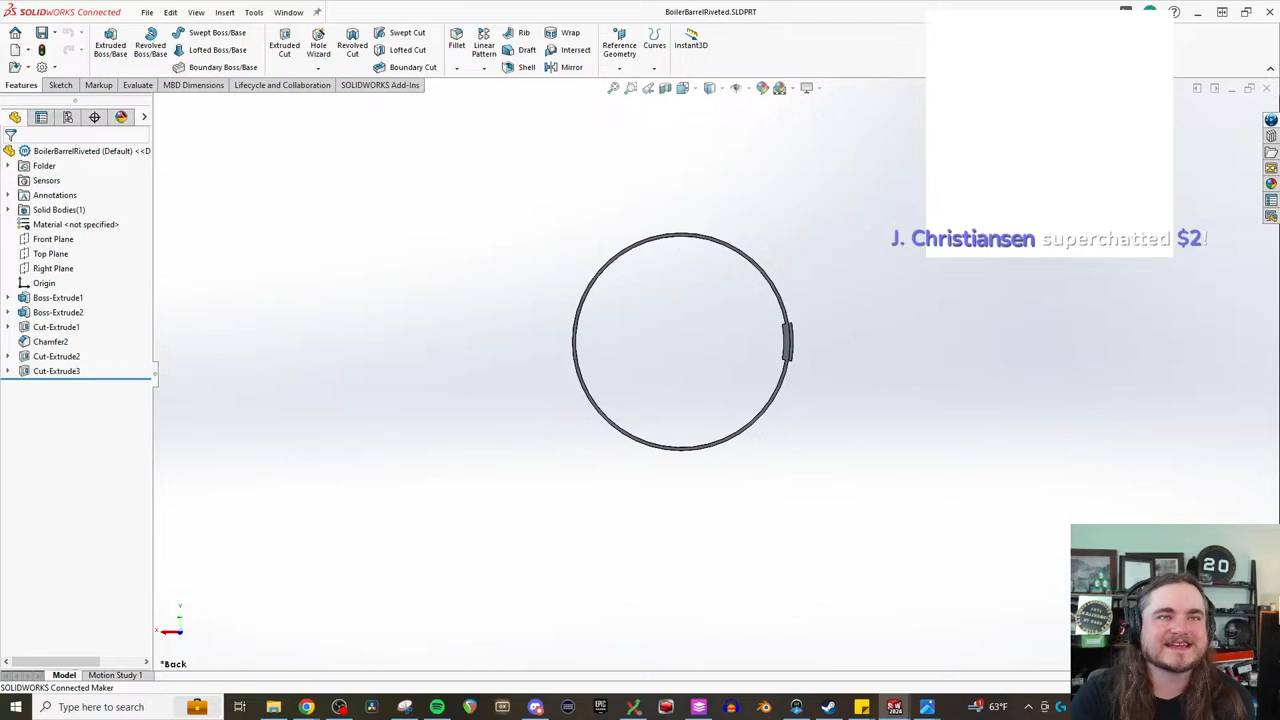 SOLIDWORKS
File
Edit
View
Insert
Tools
Window
BoilerBarrelRiveted.SLDPRT
Extruded Boss/Base
Revolved Boss/Base
Swept Boss/Base
Lofted Boss/Base
Boundary Boss/Base
Extruded Cut
Hole Wizard
Revolved Cut
Swept Cut
Lofted Cut
Boundary Cut
Fillet
Linear Pattern
Rib
Draft
Shell
Wrap
Intersect
Mirror
Reference Geometry
Curves
Instant3D
Features
Sketch
Markup
Evaluate
MBD Dimensions
Lifecycle and Collaboration
SOLIDWORKS Add-Ins
BoilerBarrelRiveted (Default) <<D
Folder
Sensors
Annotations
Solid Bodies(1)
Material <not specified>
Front Plane
Top Plane
Right Plane
Origin
Boss-Extrude1
Boss-Extrude2
Cut-Extrude1
Chamfer2
Cut-Extrude2
Cut-Extrude3
J. Christiansen superchatted $2!
Y
X
*Back
20
Model
Motion Study 1
SOLIDWORKS Connected Maker
Type here to search
63°F